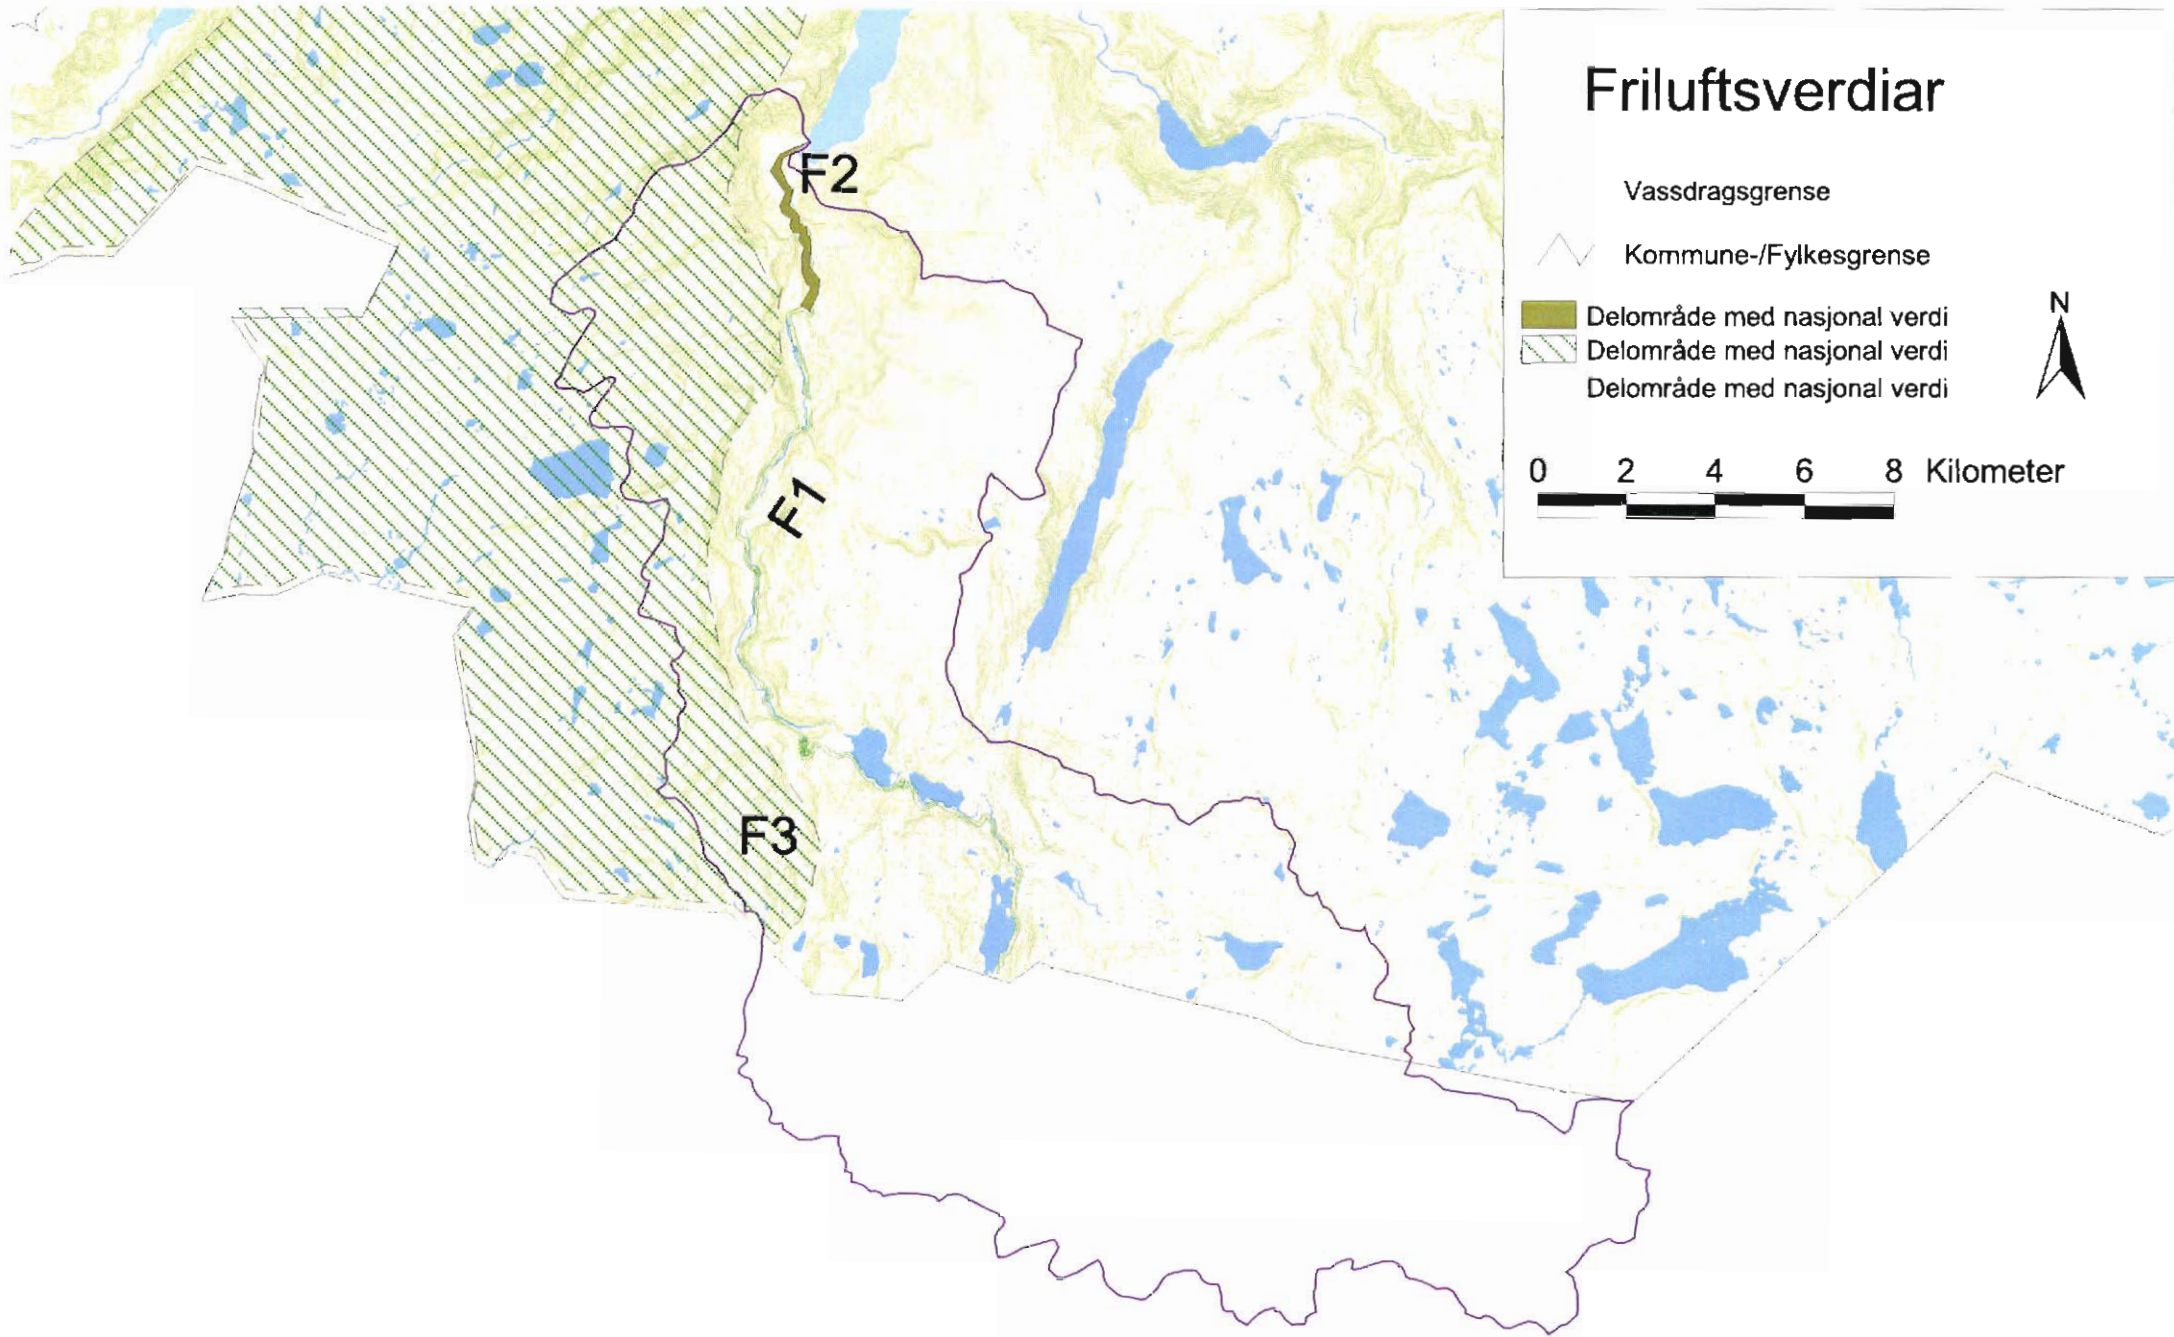 Friluftsverdiar
Vassdragsgrense
Kommune-/Fylkesgrense
Delområde med nasjonal verdi
Delområde med nasjonal verdi
Delområde med nasjonal verdi
N
0 2 4 6 8 Kilometer
F2
F1
F3